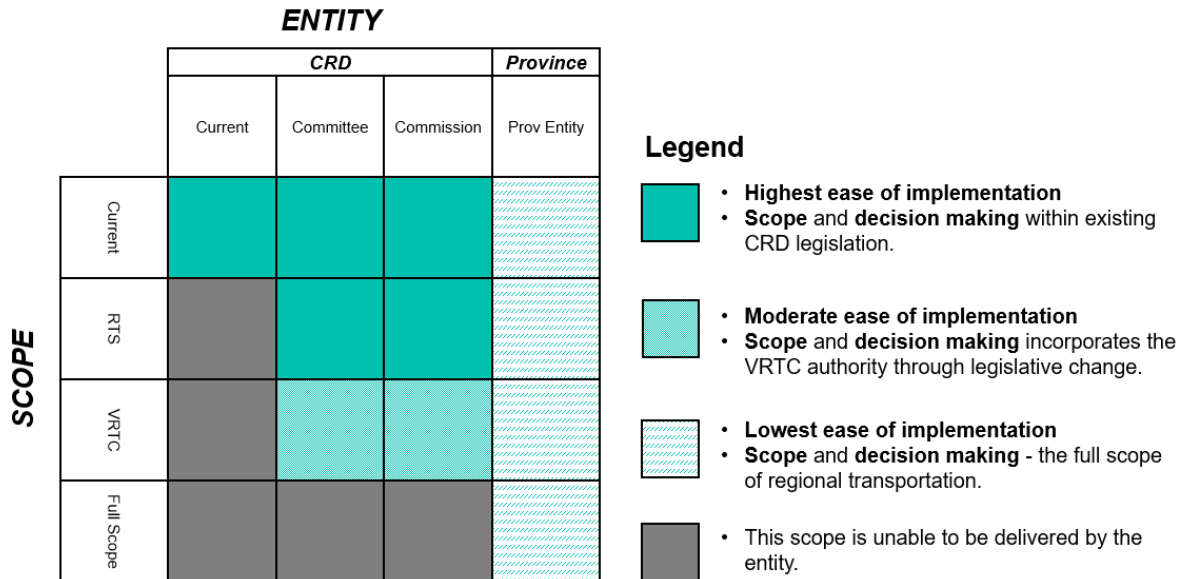 ENTITY
CRD
Province
Current
Committee
Commission
Prov Entity
SCOPE
Current
RTS
VRTC
Full Scope
Legend
• Highest ease of implementation
• Scope and decision making within existing
CRD legislation.
• Moderate ease of implementation
• Scope and decision making incorporates the
VRTC authority through legislative change.
• Lowest ease of implementation
• Scope and decision making - the full scope
of regional transportation.
• This scope is unable to be delivered by the
entity.